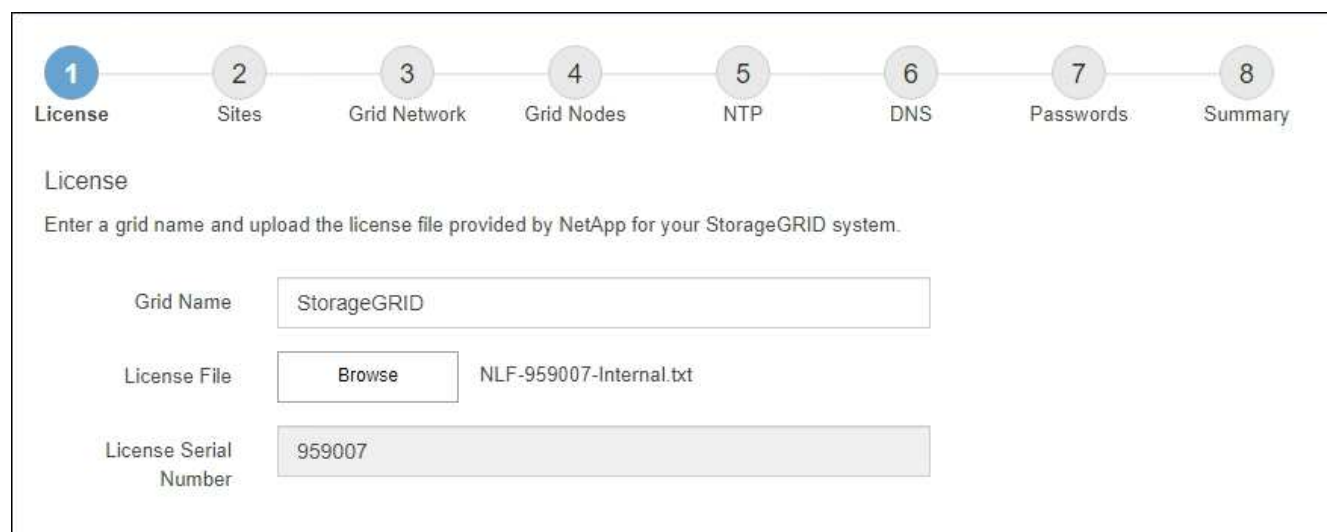 1 2 3 4 5 6 7 8
License Sites Grid Network Grid Nodes NTP DNS Passwords Summary
License
Enter a grid name and upload the license file provided by NetApp for your StorageGRID system.
Grid Name StorageGRID
License File Browse NLF-959007-Internal.txt
License Serial 959007
Number